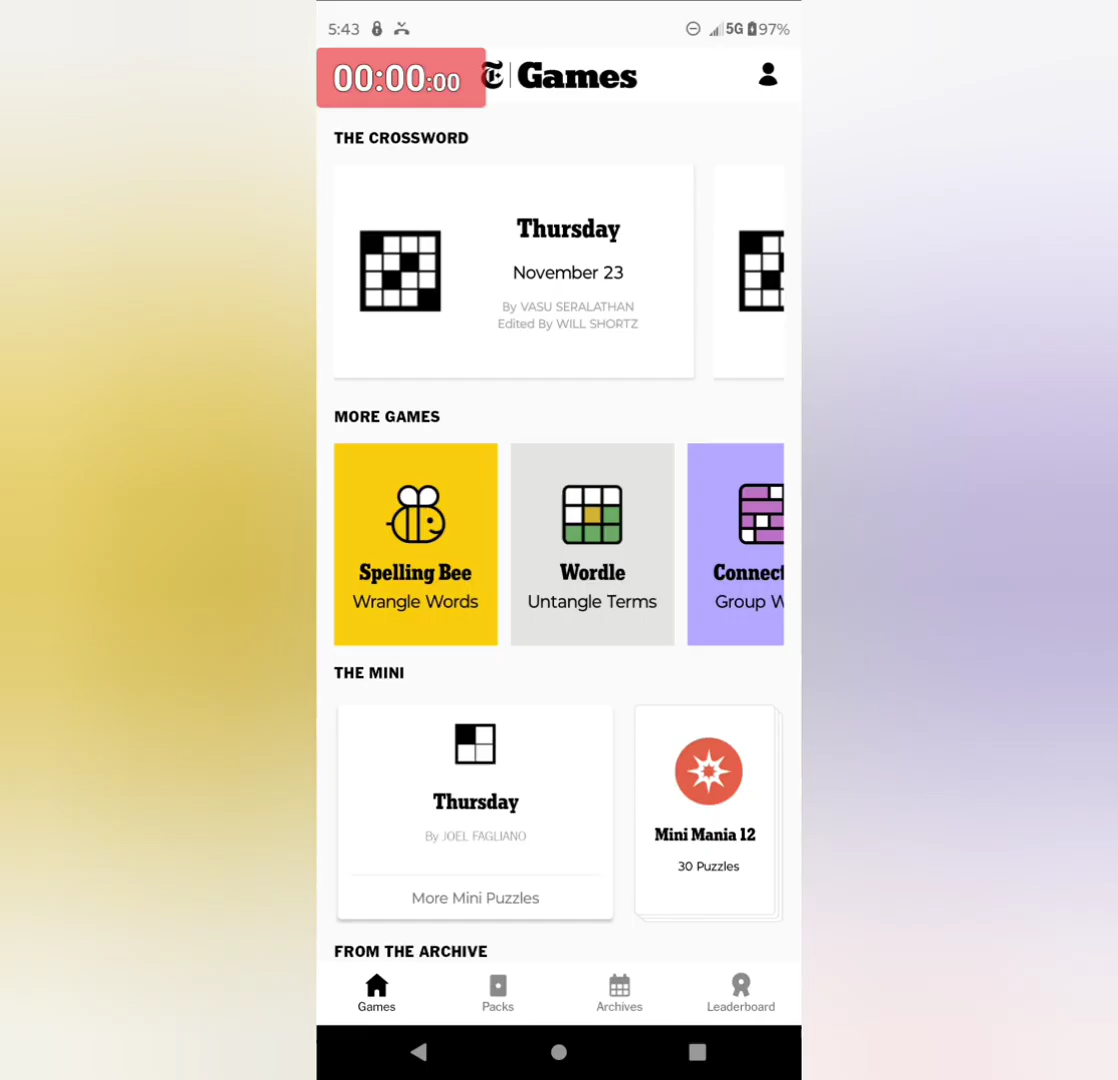 5:43
5G 97%
00:00:00
T Games
THE CROSSWORD
Thursday
November 23
By VASU SERALATHAN
Edited By WILL SHORTZ
MORE GAMES
Spelling Bee
Wrangle Words
Wordle
Untangle Terms
Connect
Group W
THE MINI
Thursday
By JOEL FAGLIANO
More Mini Puzzles
Mini Mania 12
30 Puzzles
FROM THE ARCHIVE
Games
Packs
Archives
Leaderboard